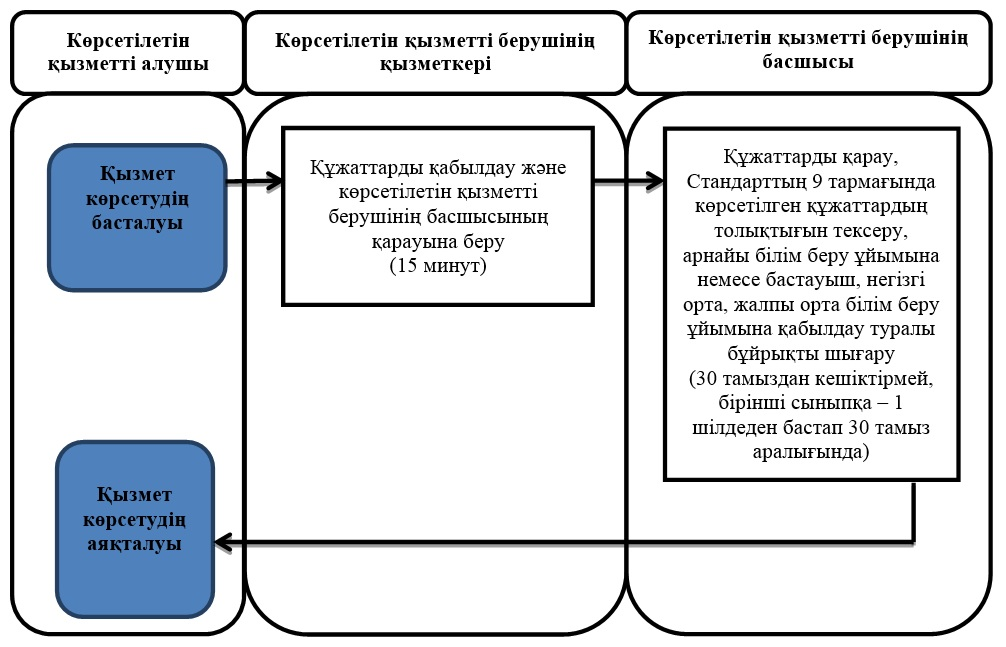 Көрсетілетін
қызметті алушы
Көрсетілетін қызметті берушінің
қызметкері
Көрсетілетін қызметті берушінің
басшысы
Қызмет
көрсетудің
басталуы
Құжаттарды қабылдау және
көрсетілетін қызметті
берушінің басшысының
қарауына беру
(15 минут)
Құжаттарды қарау,
Стандарттың 9 тармағында
көрсетілген құжаттардың
толықтығын тексеру,
арнайы білім беру ұйымына
немесе бастауыш, негізгі
орта, жалпы орта білім беру
ұйымына қабылдау туралы
бұйрықты шығару
(30 тамыздан кешіктірмей,
бірінші сыныпқа – 1
шілдеден бастап 30 тамыз
аралығында)
Қызмет
көрсетудің
аяқталуы